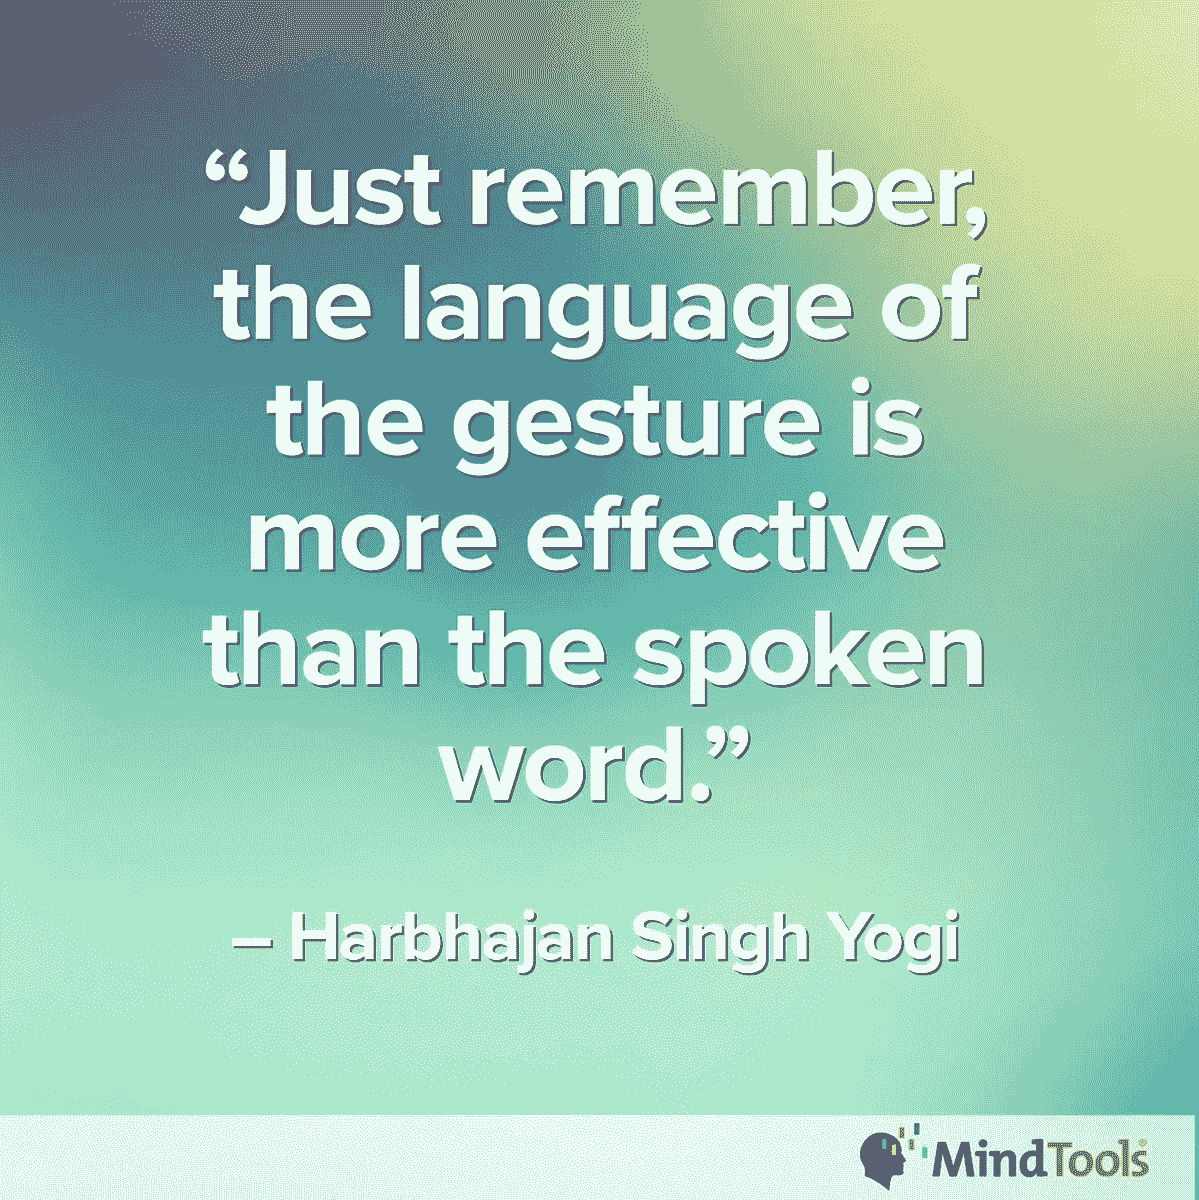 “Just remember,
the language of
the gesture is
more effective
than the spoken
word.”
– Harbhajan Singh Yogi
MindTools